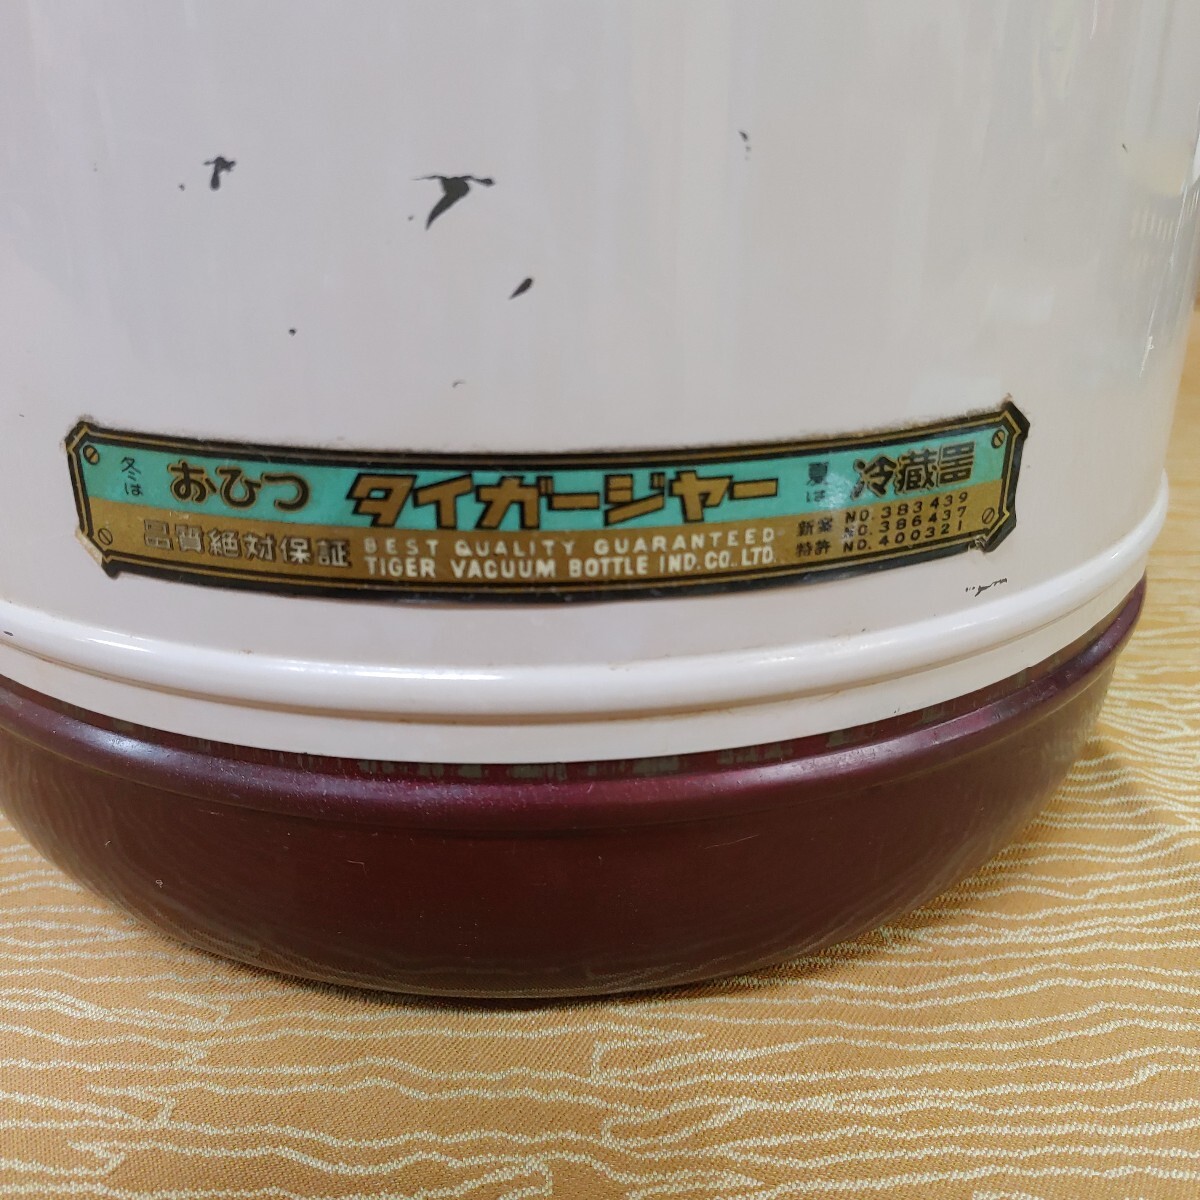 冬は おひつ タイガージャー 夏は 冷蔵器
品質絶対保証
BEST QUALITY GUARANTEED
TIGER VACUUM BOTTLE IND. CO., LTD.
新案 NO.383439
NO.386437
特許 NO.400321